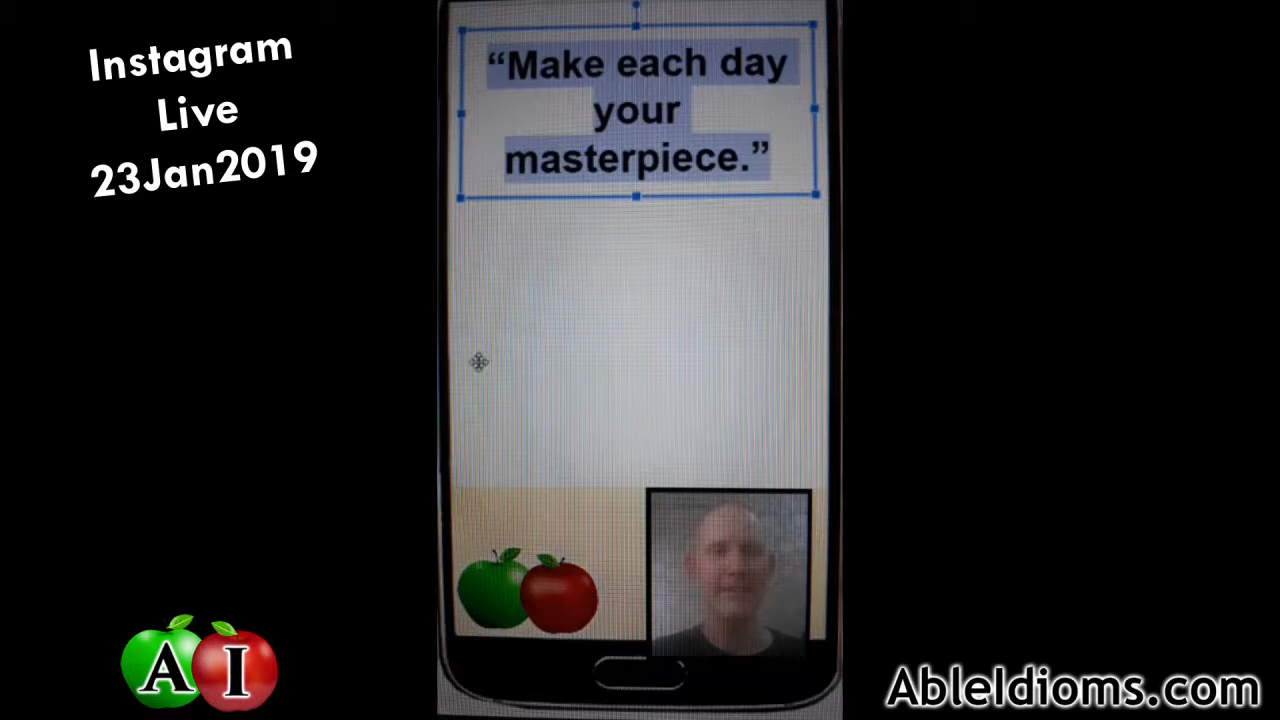 Instagram
Live
23Jan2019
“Make each day
your
masterpiece.”
A I
AbleIdioms.com